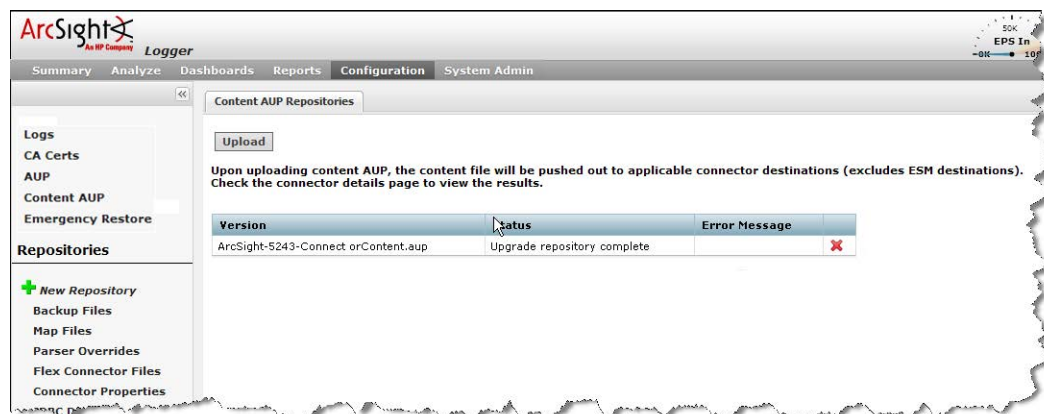 ArcSight
An HP Company
Logger
50K
EPS In
Summary Analyze Dashboards Reports Configuration System Admin
Content AUP Repositories
Logs
CA Certs
AUP
Content AUP
Emergency Restore
Repositories
New Repository
Backup Files
Map Files
Parser Overrides
Flex Connector Files
Connector Properties
Upload
Upon uploading content AUP, the content file will be pushed out to applicable connector destinations (excludes ESM destinations).
Check the connector details page to view the results.
Version Status Error Message
ArcSight-5243-Connect orContent.aup Upgrade repository complete